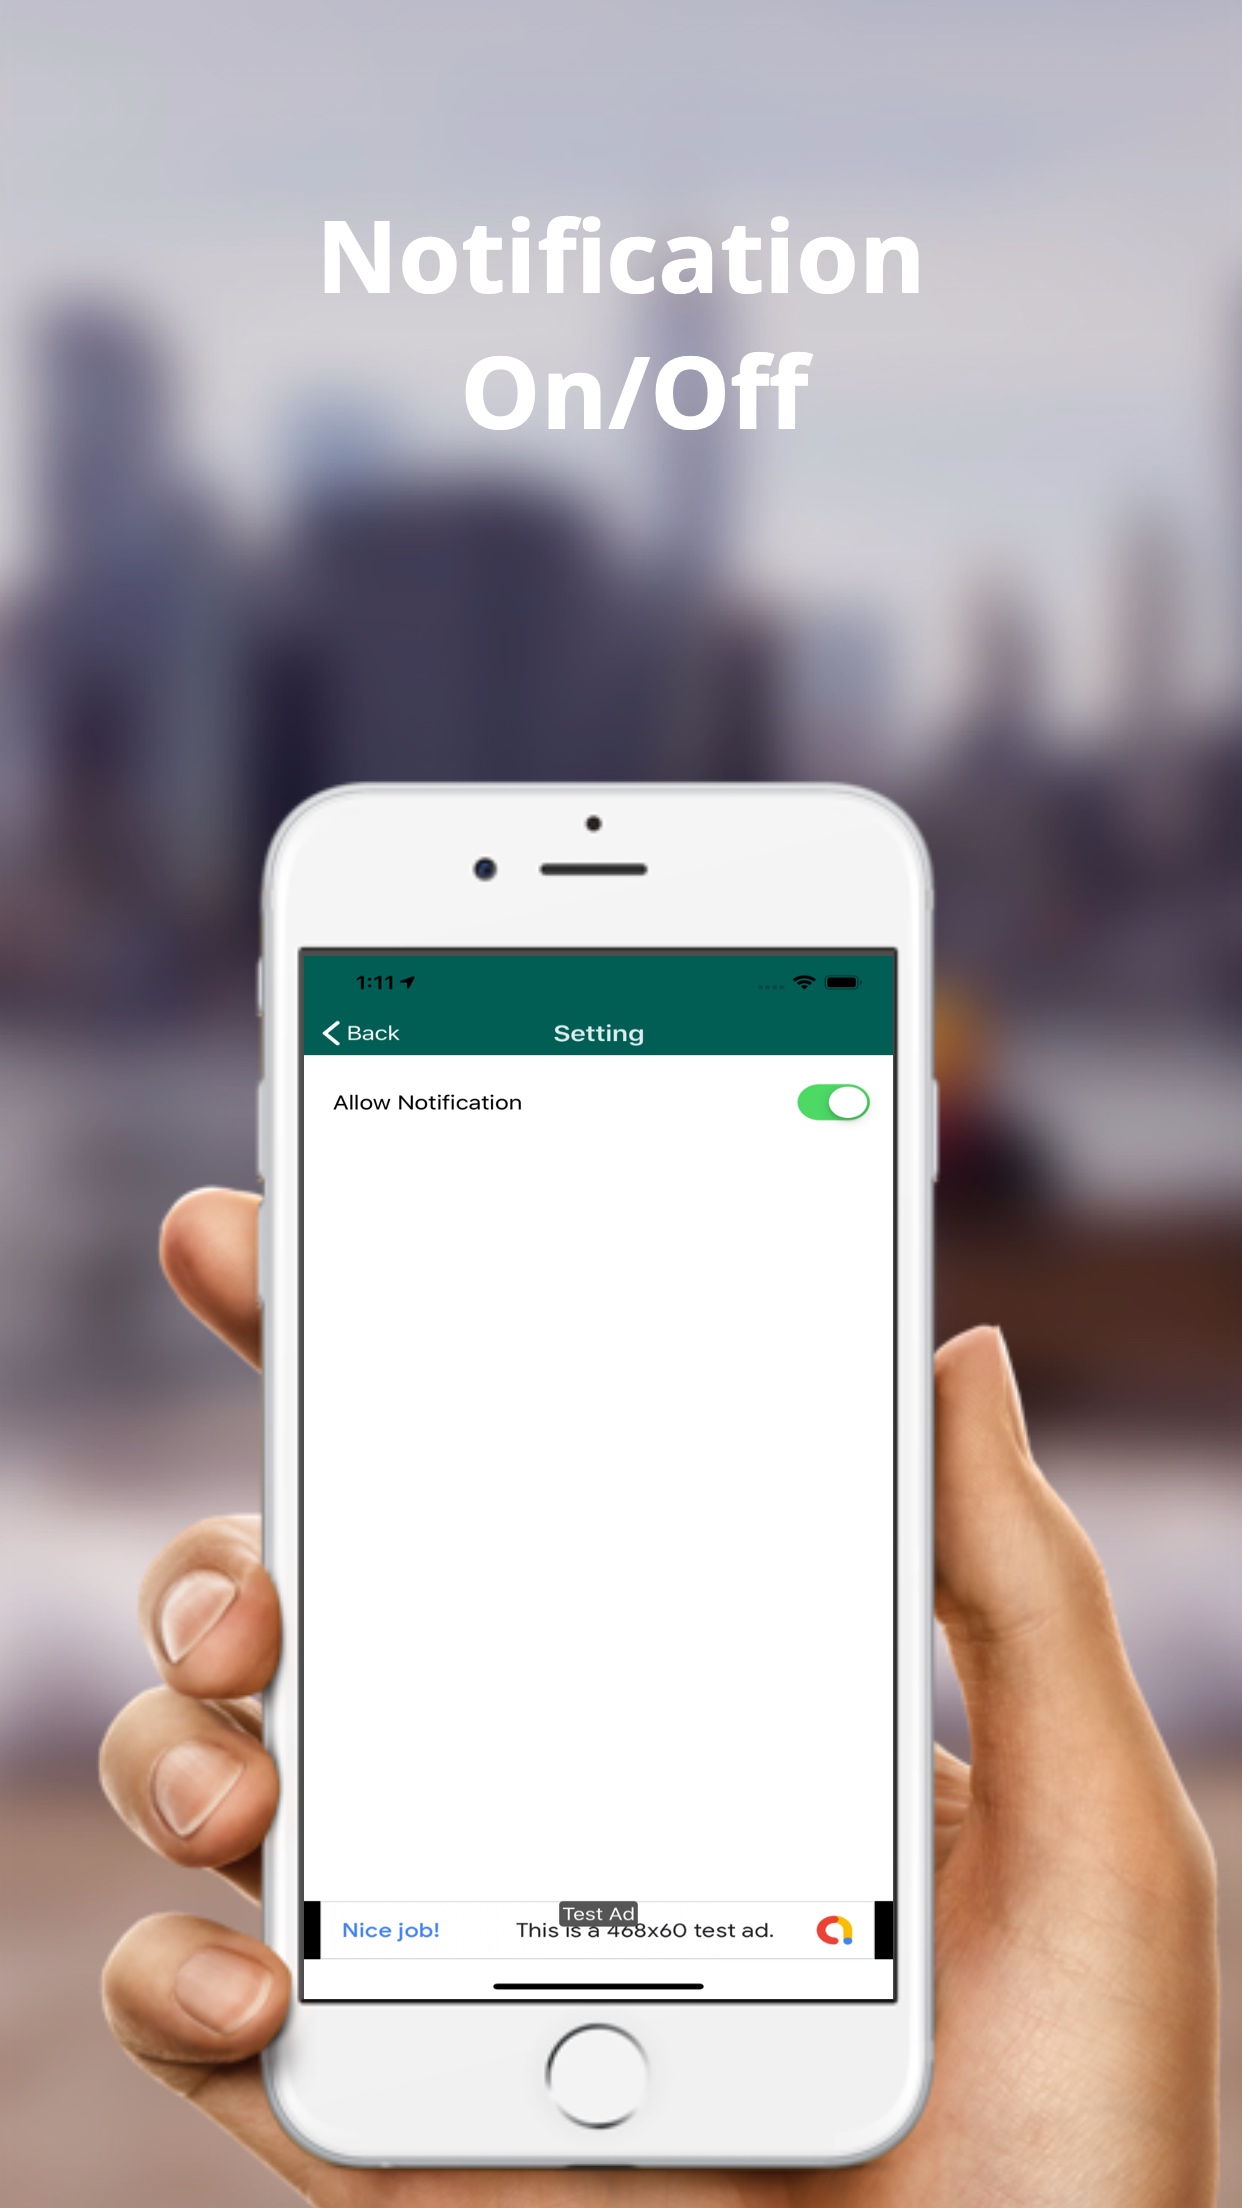 Notification
On/Off
1:11
Back
Setting
Allow Notification
Test Ad
Nice job!
This is a 468x60 test ad.